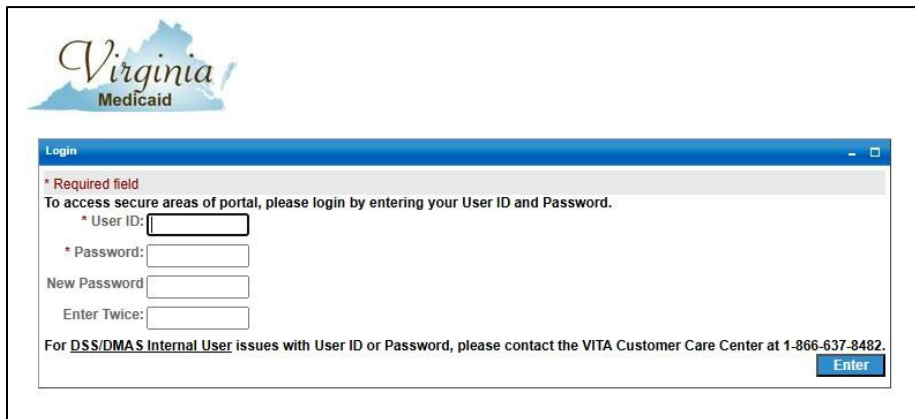 Virginia
Medicaid
Login
* Required field
To access secure areas of portal, please login by entering your User ID and Password.
* User ID:
* Password:
New Password
Enter Twice:
For DSS/DMAS Internal User issues with User ID or Password, please contact the VITA Customer Care Center at 1-866-637-8482.
Enter